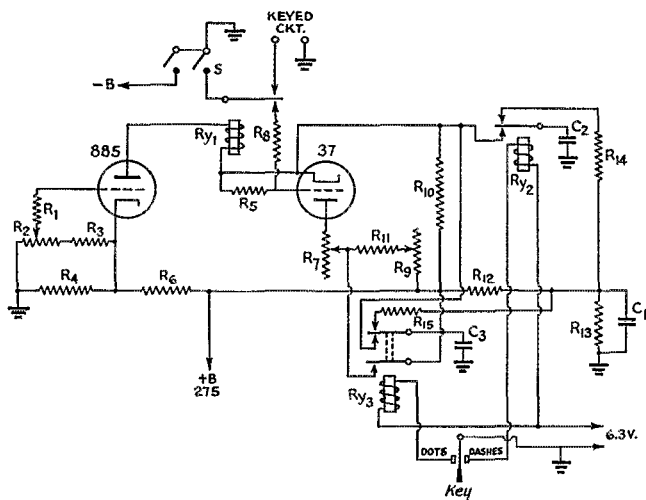 KEYED
CKT.
S
-B
Ry1
R8
885
37
C2
Ry2
R14
R10
R5
R1
R2
R3
R7
R11
R9
R4
R6
R12
R15
C3
R13
C1
+B
275
Ry3
6.3V.
DOTS
DASHES
Key